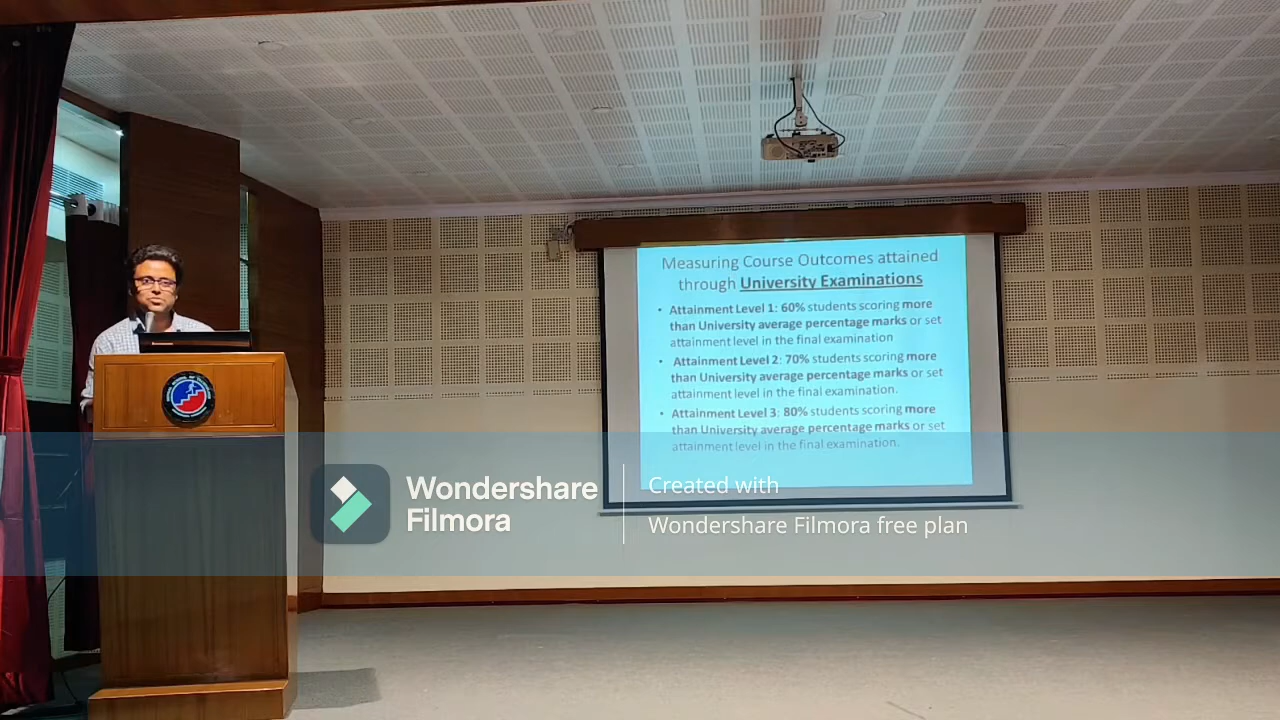 Measuring Course Outcomes attained
through University Examinations
• Attainment Level 1: 60% students scoring more
than University average percentage marks or set
attainment level in the final examination
• Attainment Level 2: 70% students scoring more
than University average percentage marks or set
attainment level in the final examination.
• Attainment Level 3: 80% students scoring more
than University average percentage marks or set
attainment level in the final examination.
Wondershare
Filmora
Created with
Wondershare Filmora free plan